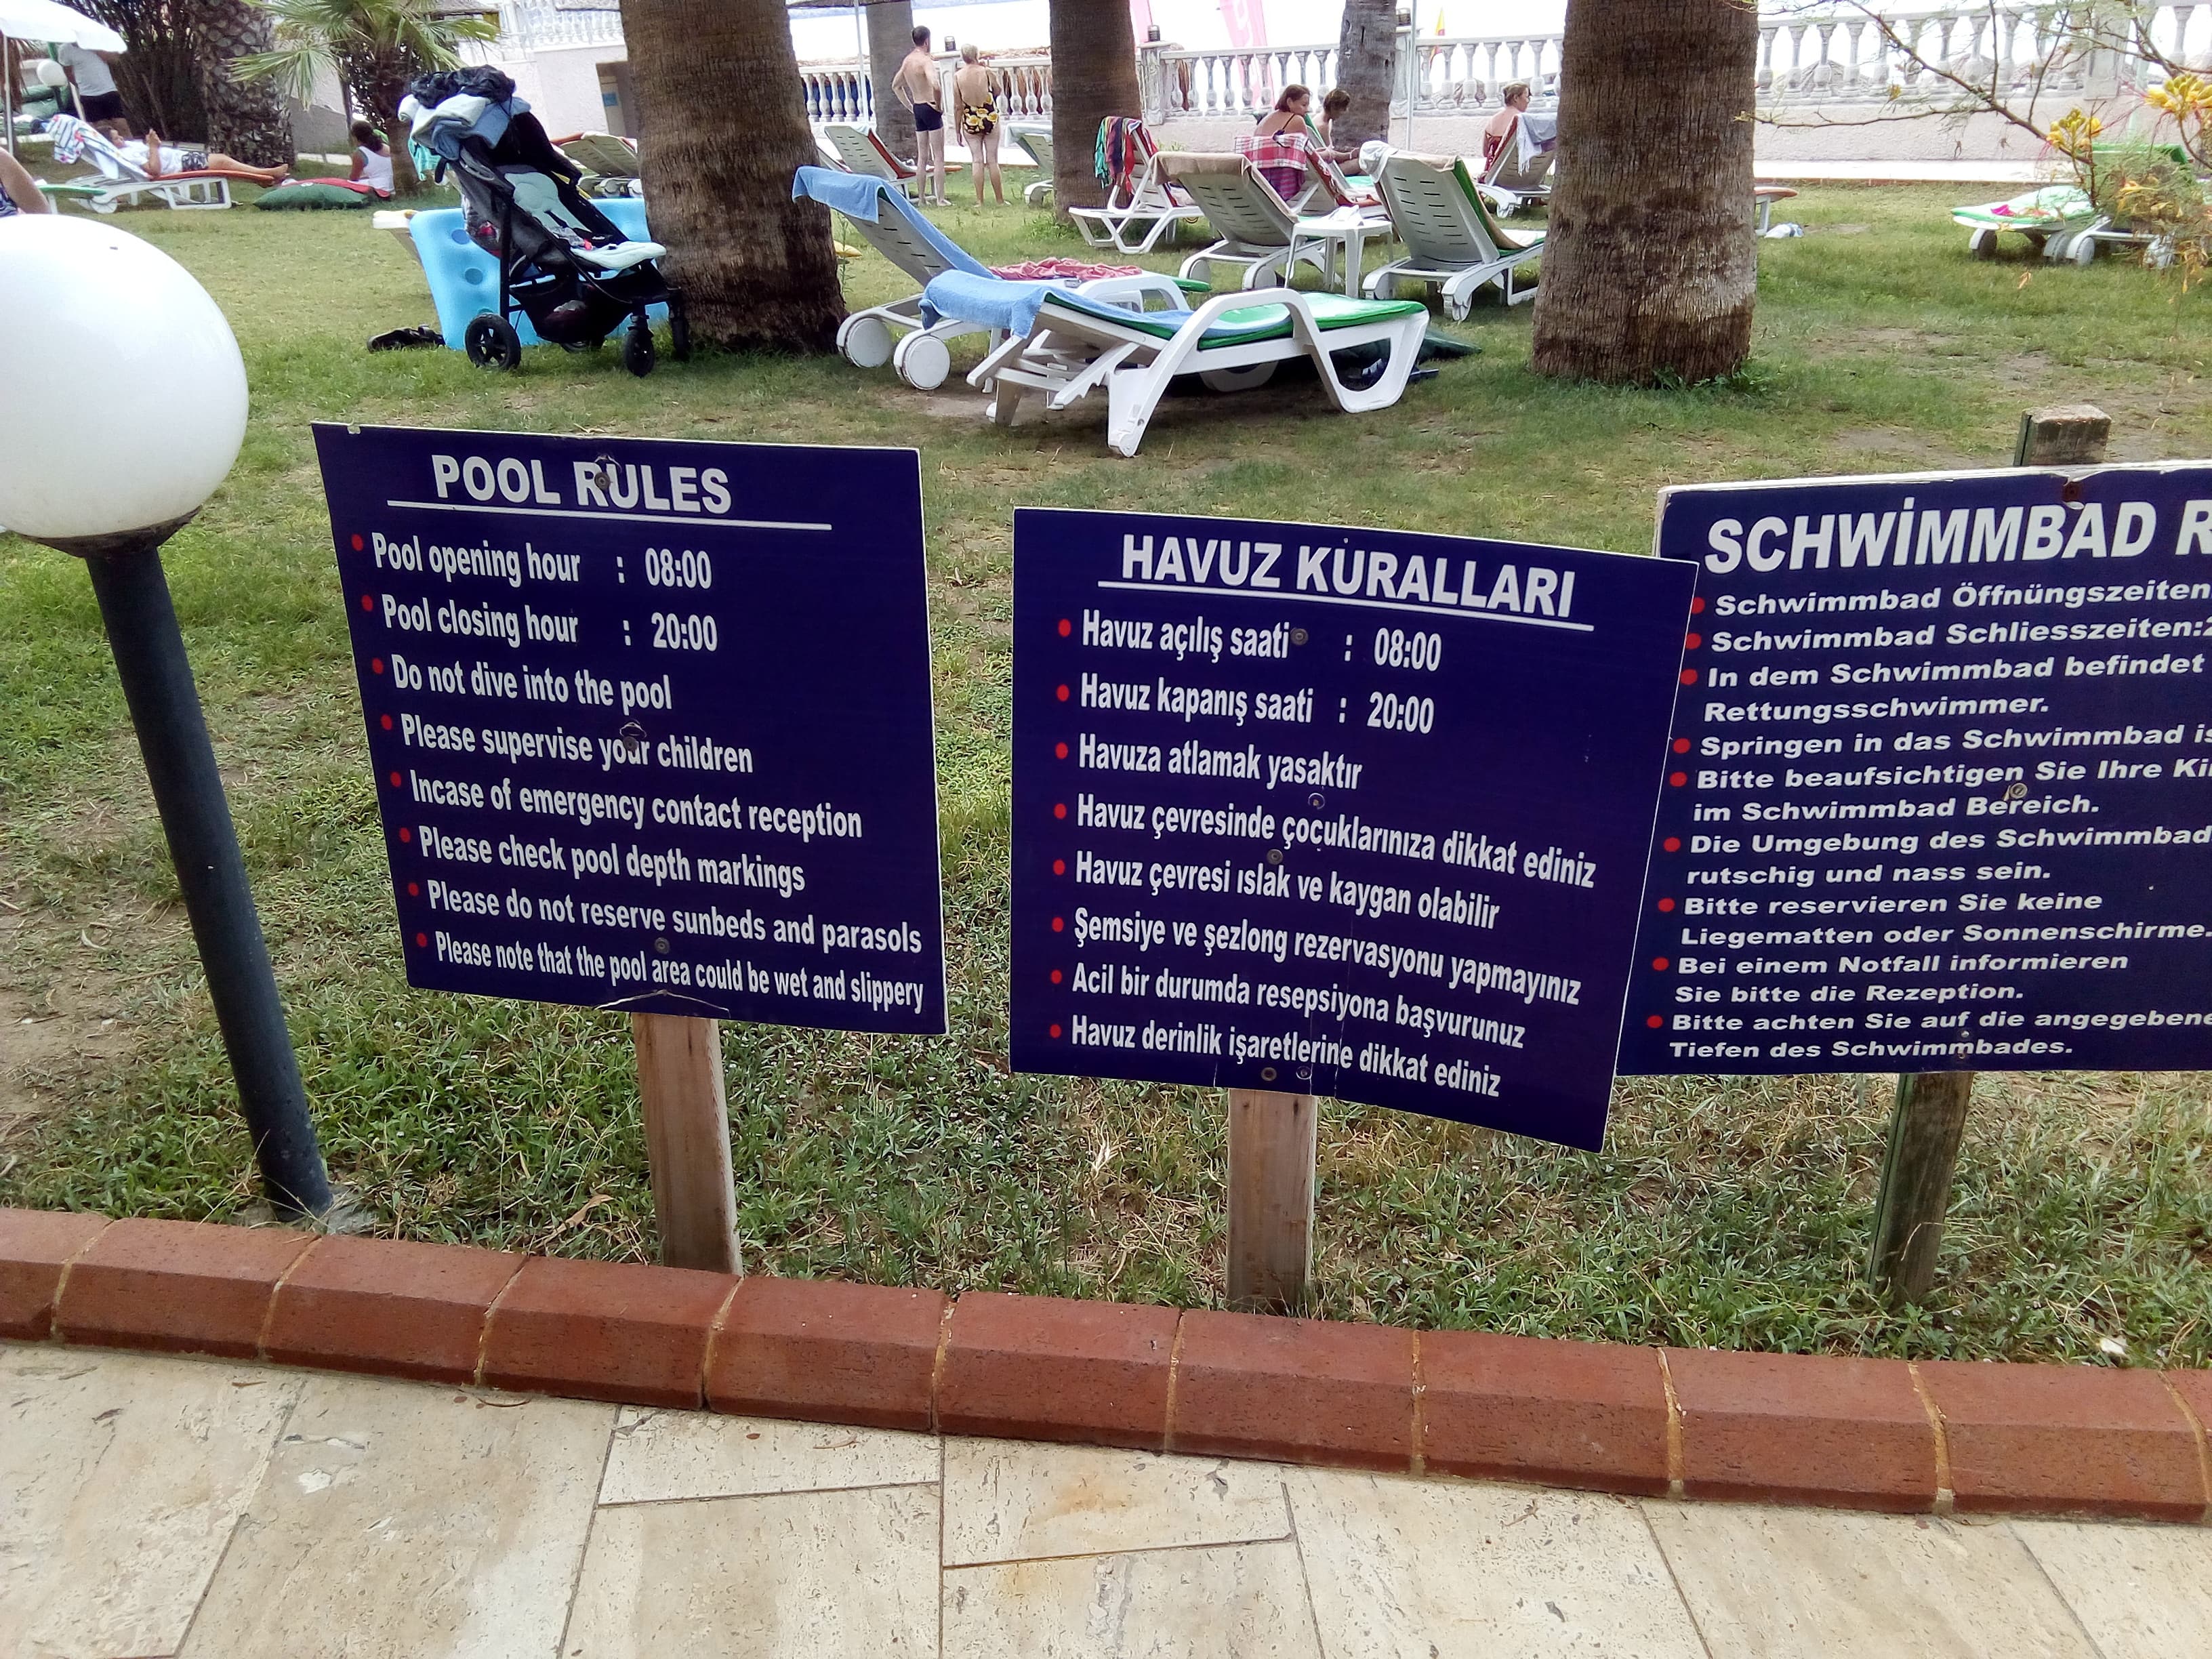 POOL RULES
Pool opening hour : 08:00
Pool closing hour : 20:00
Do not dive into the pool
Please supervise your children
Incase of emergency contact reception
Please check pool depth markings
Please do not reserve sunbeds and parasols
Please note that the pool area could be wet and slippery
HAVUZ KURALLARI
Havuz açılış saati : 08:00
Havuz kapanış saati : 20:00
Havuza atlamak yasaktır
Havuz çevresinde çoçuklarınıza dikkat ediniz
Havuz çevresi ıslak ve kaygan olabilir
Şemsiye ve şezlong rezervasyonu yapmayınız
Acil bir durumda resepsiyona başvurunuz
Havuz derinlik işaretlerine dikkat ediniz
SCHWİMMBAD
Schwimmbad Öffnüngszeiten
Schwimmbad Schliesszeiten:
In dem Schwimmbad befindet
Rettungsschwimmer.
Springen in das Schwimmbad
Bitte beaufsichtigen Sie Ihre
im Schwimmbad Bereich.
Die Umgebung des Schwimmbad
rutschig und nass sein.
Bitte reservieren Sie keine
Liegematten oder Sonnenschirme.
Bei einem Notfall informieren
Sie bitte die Rezeption.
Bitte achten Sie auf die angegebene
Tiefen des Schwimmbades.